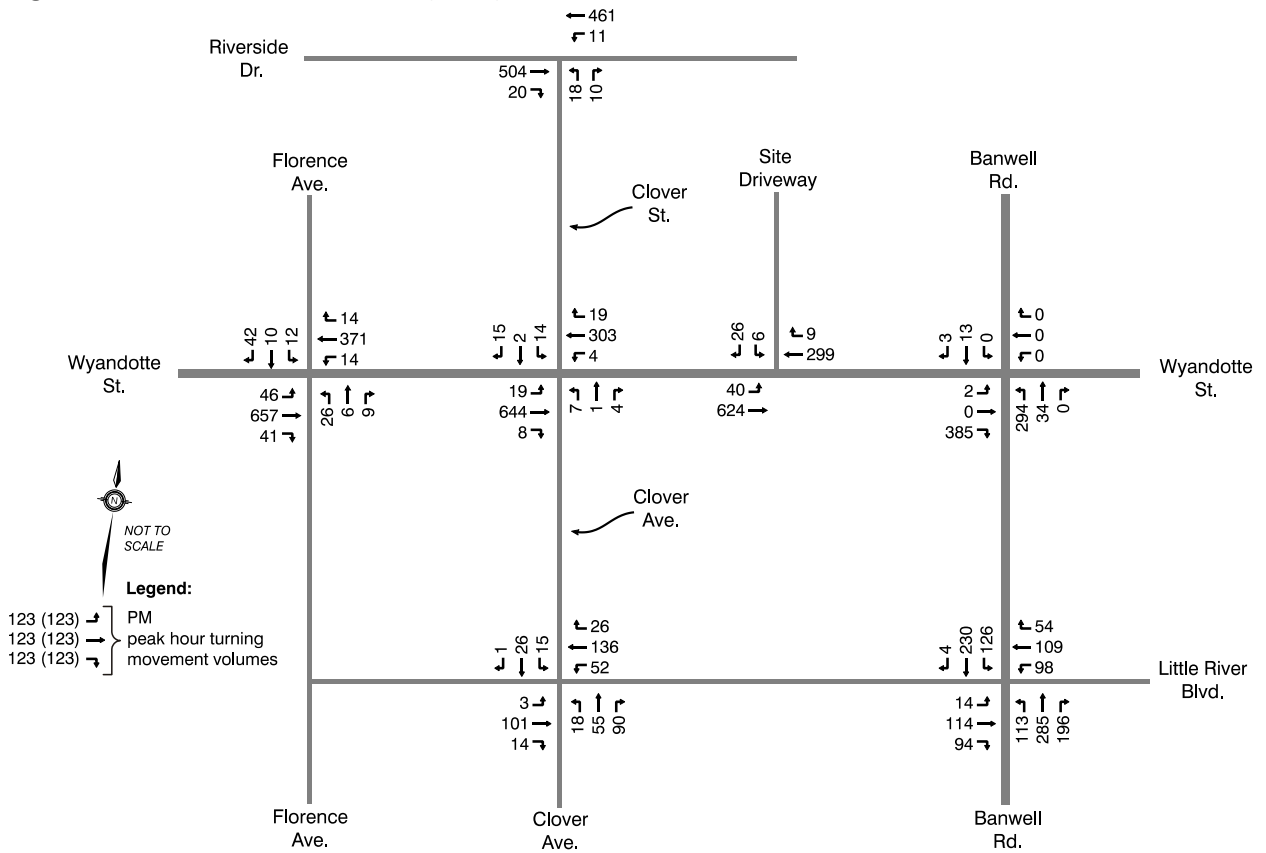 461
11
Riverside
Dr.
504
20
18
10
Florence
Ave.
Site
Driveway
Banwell
Rd.
Clover
St.
42
10
12
14
371
14
15
2
14
19
303
4
26
6
9
299
3
13
0
0
0
0
Wyandotte
St.
Wyandotte
St.
46
657
41
26
6
9
19
644
8
7
1
4
40
624
2
0
385
294
34
0
N
NOT TO
SCALE
Clover
Ave.
Legend:
123 (123)
123 (123)
123 (123)
PM
peak hour turning
movement volumes
1
26
15
26
136
52
4
230
126
54
109
98
Little River
Blvd.
3
101
14
18
55
90
14
114
94
113
285
196
Florence
Ave.
Clover
Ave.
Banwell
Rd.